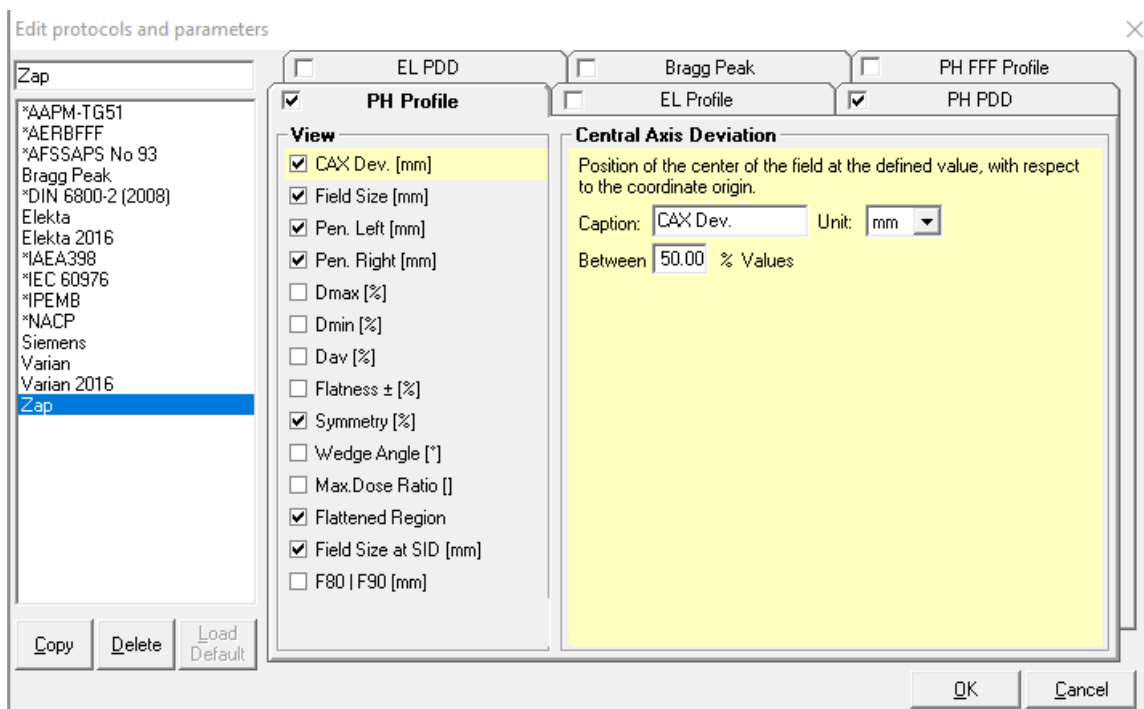 Edit protocols and parameters
Zap
*AAPM-TG51
*AERBFFF
*AFSSAPS No 93
Bragg Peak
*DIN 6800-2 (2008)
Elekta
Elekta 2016
*IAEA398
*IEC 60976
*IPEMB
*NACP
Siemens
Varian
Varian 2016
Zap
Copy
Delete
Load
Default
EL PDD
Bragg Peak
PH FFF Profile
PH Profile
EL Profile
PH PDD
View
CAX Dev. [mm]
Field Size [mm]
Pen. Left [mm]
Pen. Right [mm]
Dmax [%]
Dmin [%]
Dav [%]
Flatness ± [%]
Symmetry [%]
Wedge Angle [°]
Max.Dose Ratio []
Flattened Region
Field Size at SID [mm]
F80 | F90 [mm]
Central Axis Deviation
Position of the center of the field at the defined value, with respect
to the coordinate origin.
Caption: CAX Dev. Unit: mm
Between 50.00 % Values
OK
Cancel